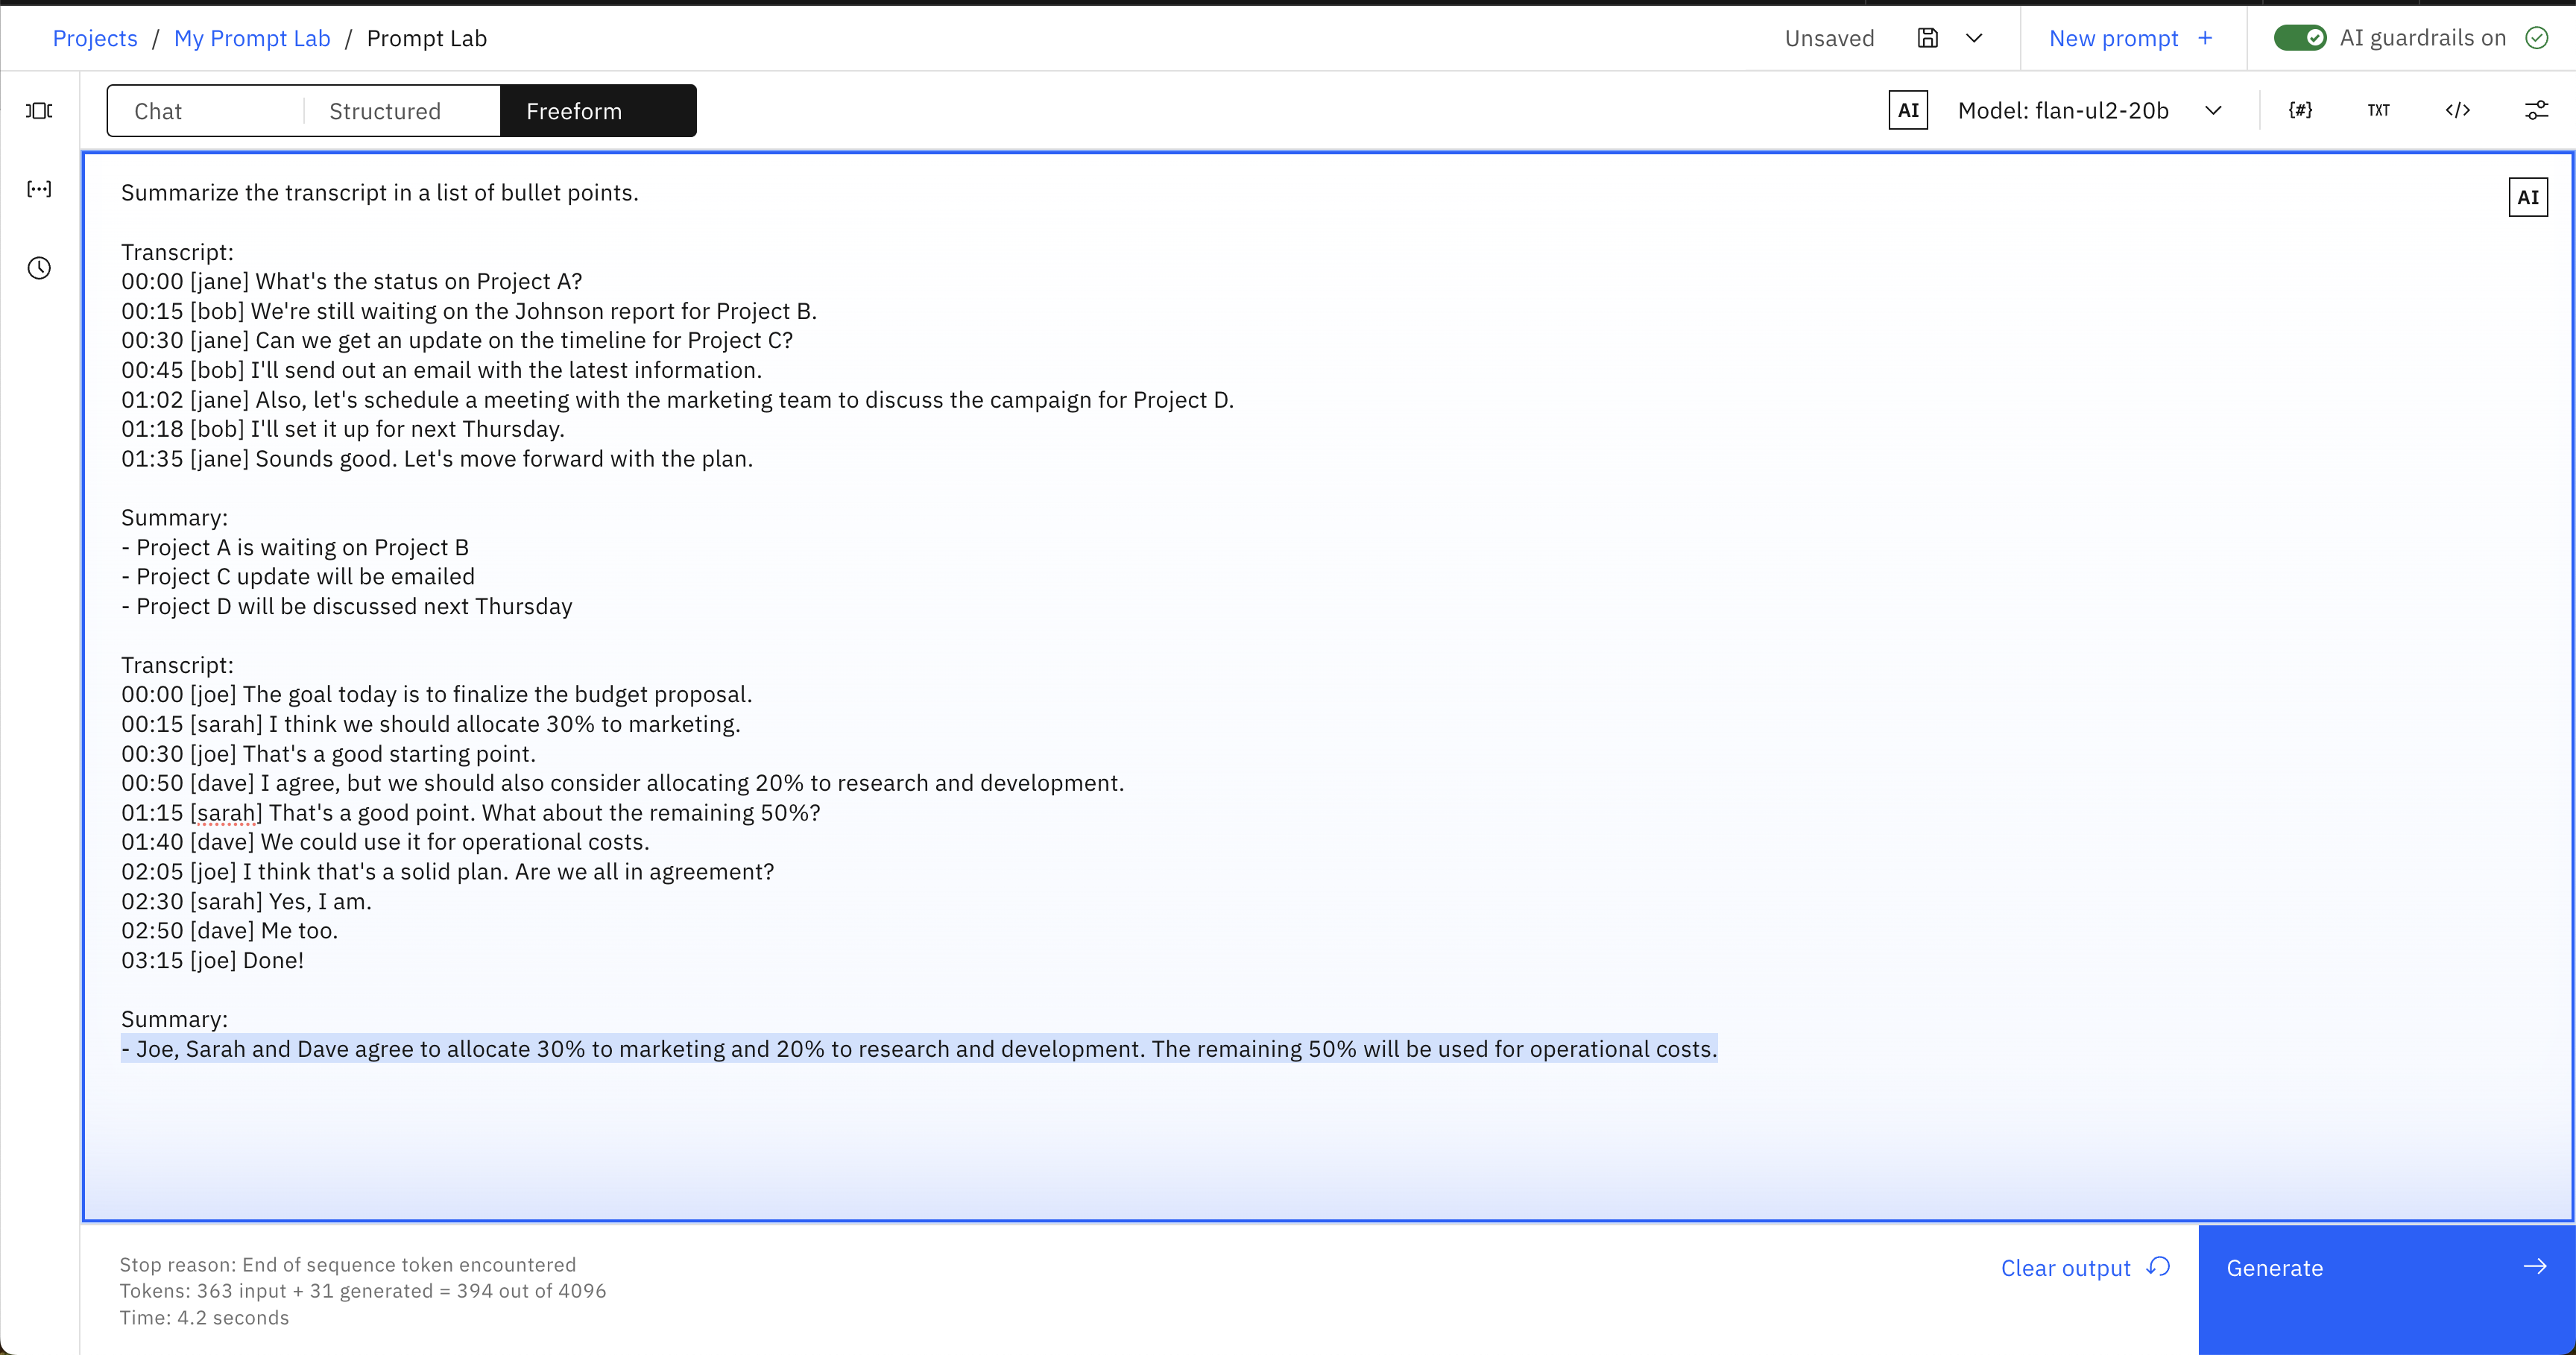 Projects / My Prompt Lab / Prompt Lab
Unsaved
New prompt +
AI guardrails on
Chat
Structured
Freeform
AI
Model: flan-ul2-20b
{#}
TXT
</>
AI
Summarize the transcript in a list of bullet points.
Transcript:
00:00 [jane] What's the status on Project A?
00:15 [bob] We're still waiting on the Johnson report for Project B.
00:30 [jane] Can we get an update on the timeline for Project C?
00:45 [bob] I'll send out an email with the latest information.
01:02 [jane] Also, let's schedule a meeting with the marketing team to discuss the campaign for Project D.
01:18 [bob] I'll set it up for next Thursday.
01:35 [jane] Sounds good. Let's move forward with the plan.
Summary:
- Project A is waiting on Project B
- Project C update will be emailed
- Project D will be discussed next Thursday
Transcript:
00:00 [joe] The goal today is to finalize the budget proposal.
00:15 [sarah] I think we should allocate 30% to marketing.
00:30 [joe] That's a good starting point.
00:50 [dave] I agree, but we should also consider allocating 20% to research and development.
01:15 [sarah] That's a good point. What about the remaining 50%?
01:40 [dave] We could use it for operational costs.
02:05 [joe] I think that's a solid plan. Are we all in agreement?
02:30 [sarah] Yes, I am.
02:50 [dave] Me too.
03:15 [joe] Done!
Summary:
- Joe, Sarah and Dave agree to allocate 30% to marketing and 20% to research and development. The remaining 50% will be used for operational costs.
Stop reason: End of sequence token encountered
Tokens: 363 input + 31 generated = 394 out of 4096
Time: 4.2 seconds
Clear output
Generate